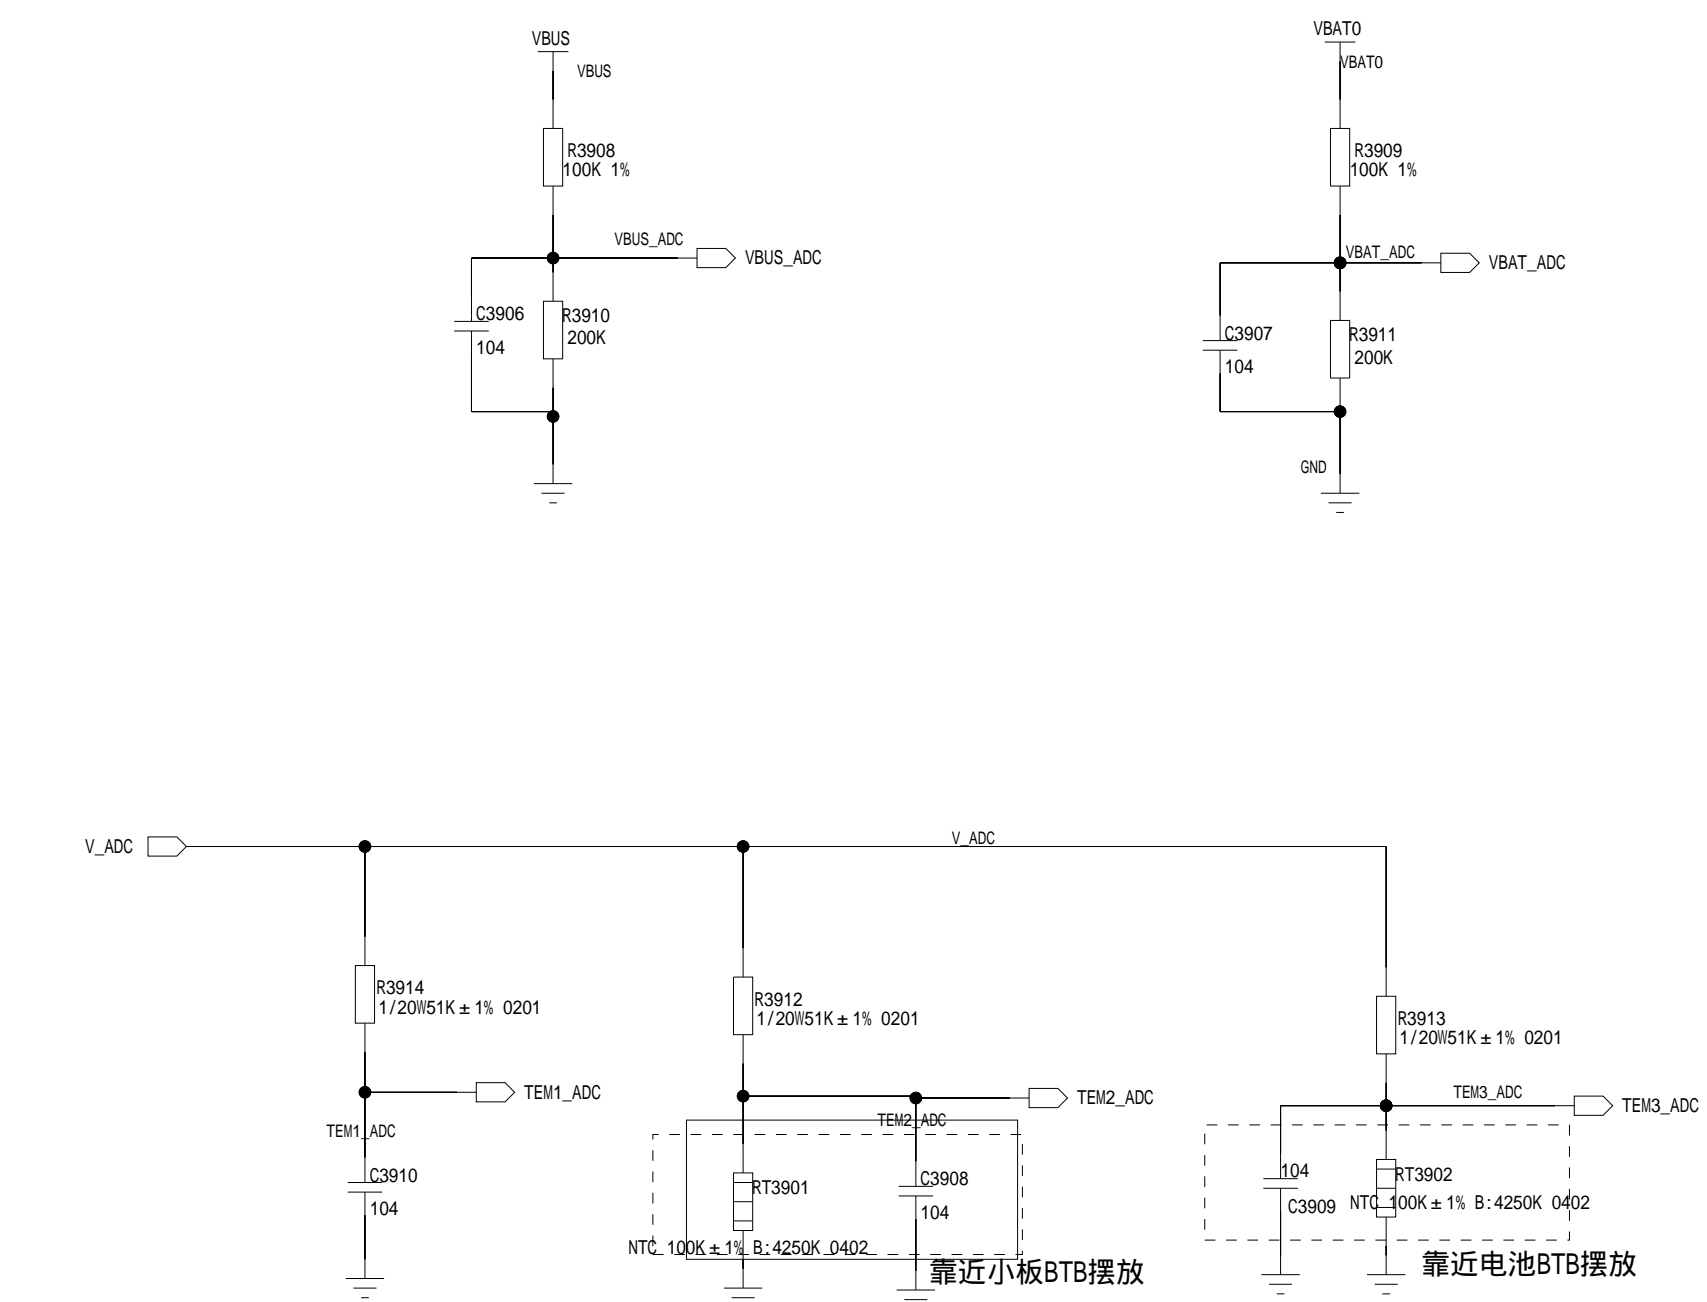 VBUS
VBUS
R3908
100K 1%
VBUS_ADC
VBUS_ADC
C3906
104
R3910
200K
VBAT0
VBAT0
R3909
100K 1%
VBAT_ADC
VBAT_ADC
C3907
104
R3911
200K
GND
V_ADC
V_ADC
R3914
1/20W51K±1% 0201
TEM1_ADC
TEM1_ADC
C3910
104
R3912
1/20W51K±1% 0201
TEM2_ADC
TEM2_ADC
RT3901
NTC 100K±1% B:4250K 0402
C3908
104
靠近小板BTB摆放
R3913
1/20W51K±1% 0201
TEM3_ADC
TEM3_ADC
104
C3909
RT3902
NTC 100K±1% B:4250K 0402
靠近电池BTB摆放